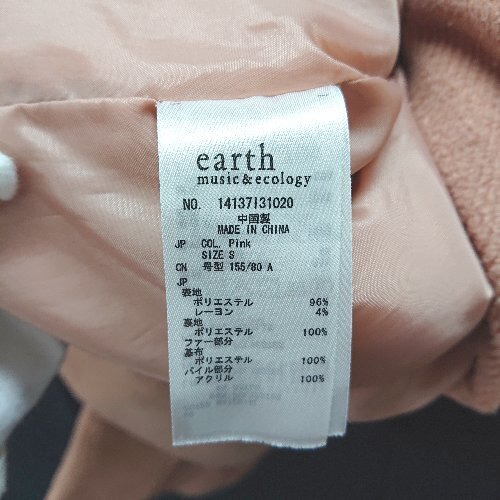 earth
music&ecology
NO. 14137I31020
中国製
MADE IN CHINA
JP COL. Pink
SIZE S
CN 号型 155/80 A
JP
表地
ポリエステル 96%
レーヨン 4%
裏地
ポリエステル 100%
ファー部分
基布
ポリエステル 100%
パイル部分
アクリル 100%